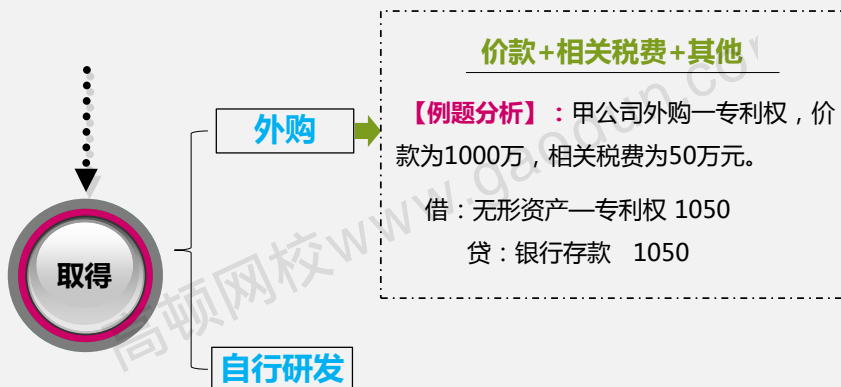 价款+相关税费+其他
【例题分析】:甲公司外购一专利权,价
款为1000万,相关税费为50万元。
借:无形资产—专利权 1050
贷:银行存款 1050
外购
取得
自行研发
高顿网校www.gaodun.com